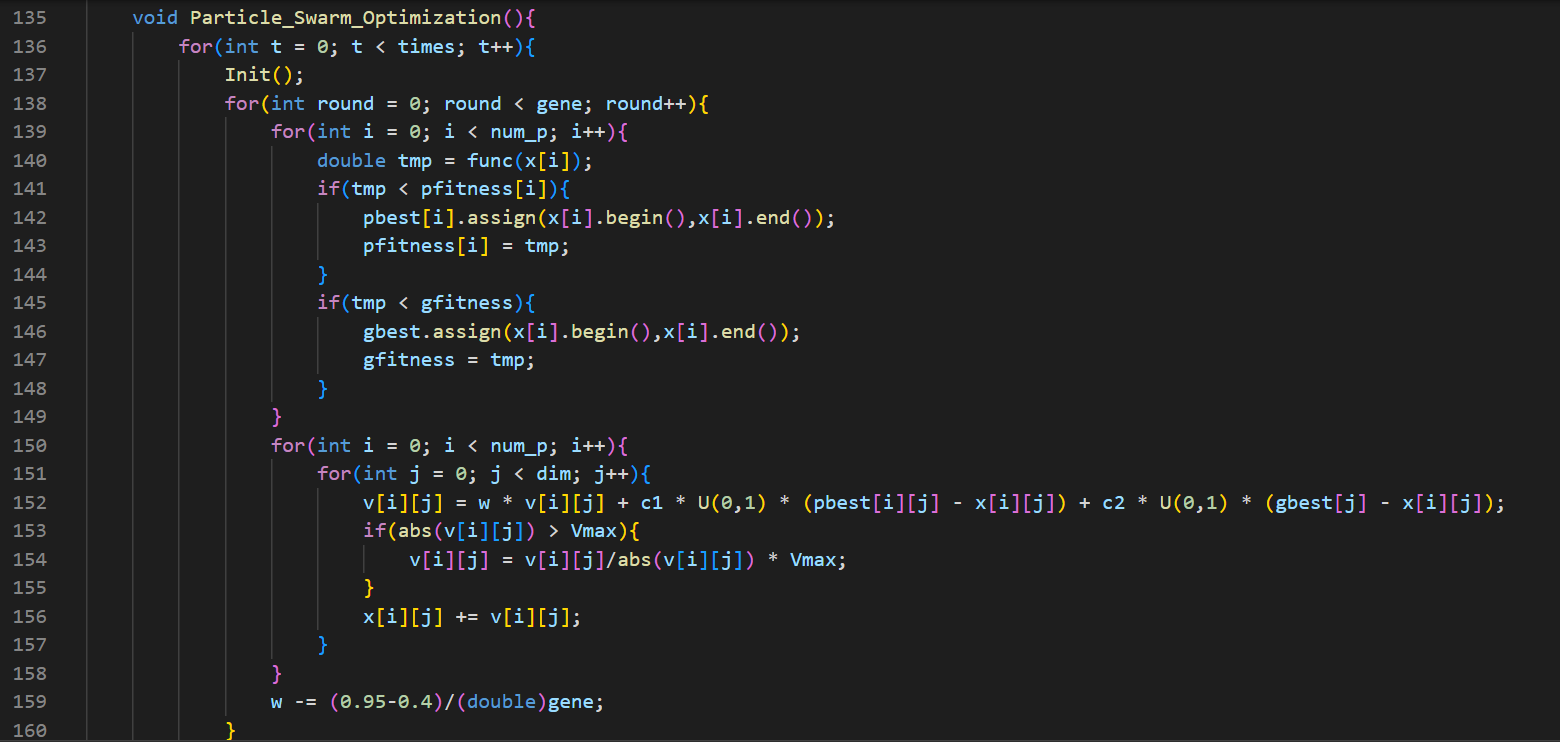 135 void Particle_Swarm_Optimization(){
136 for(int t = 0; t < times; t++){
137 Init();
138 for(int round = 0; round < gene; round++){
139 for(int i = 0; i < num_p; i++){
140 double tmp = func(x[i]);
141 if(tmp < pfitness[i]){
142 pbest[i].assign(x[i].begin(),x[i].end());
143 pfitness[i] = tmp;
144 }
145 if(tmp < gfitness){
146 gbest.assign(x[i].begin(),x[i].end());
147 gfitness = tmp;
148 }
149 }
150 for(int i = 0; i < num_p; i++){
151 for(int j = 0; j < dim; j++){
152 v[i][j] = w * v[i][j] + c1 * U(0,1) * (pbest[i][j] - x[i][j]) + c2 * U(0,1) * (gbest[j] - x[i][j]);
153 if(abs(v[i][j]) > Vmax){
154 v[i][j] = v[i][j]/abs(v[i][j]) * Vmax;
155 }
156 x[i][j] += v[i][j];
157 }
158 }
159 w -= (0.95-0.4)/(double)gene;
160 }